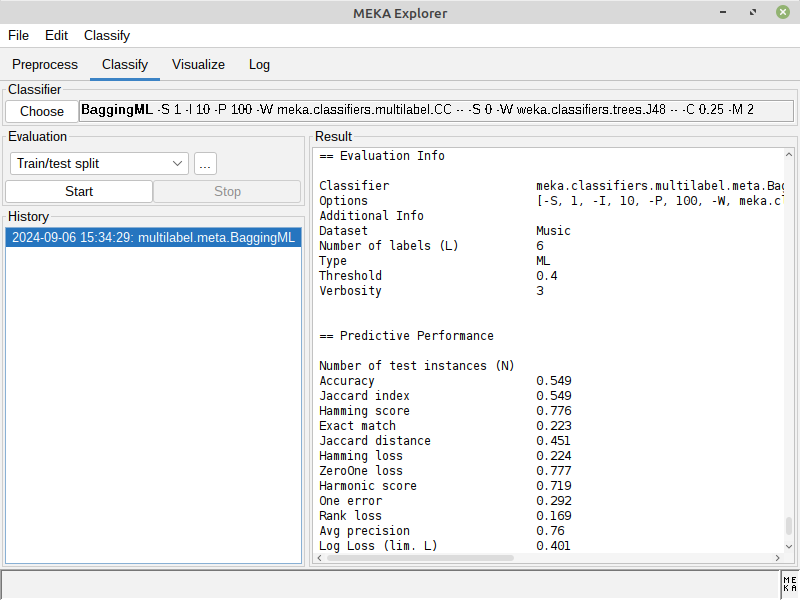 MEKA Explorer
File Edit Classify
Preprocess Classify Visualize Log
Classifier
Choose BaggingML -S 1 -I 10 -P 100 -W meka.classifiers.multilabel.CC -- -S 0 -W weka.classifiers.trees.J48 -- -C 0.25 -M 2
Evaluation
Train/test split ...
Start Stop
History
2024-09-06 15:34:29: multilabel.meta.BaggingML
Result
== Evaluation Info
Classifier meka.classifiers.multilabel.meta.Bag
Options [-S, 1, -I, 10, -P, 100, -W, meka.cl
Additional Info
Dataset Music
Number of labels (L) 6
Type ML
Threshold 0.4
Verbosity 3
== Predictive Performance
Number of test instances (N)
Accuracy 0.549
Jaccard index 0.549
Hamming score 0.776
Exact match 0.223
Jaccard distance 0.451
Hamming loss 0.224
ZeroOne loss 0.777
Harmonic score 0.719
One error 0.292
Rank loss 0.169
Avg precision 0.76
Log Loss (lim. L) 0.401
ME
KA